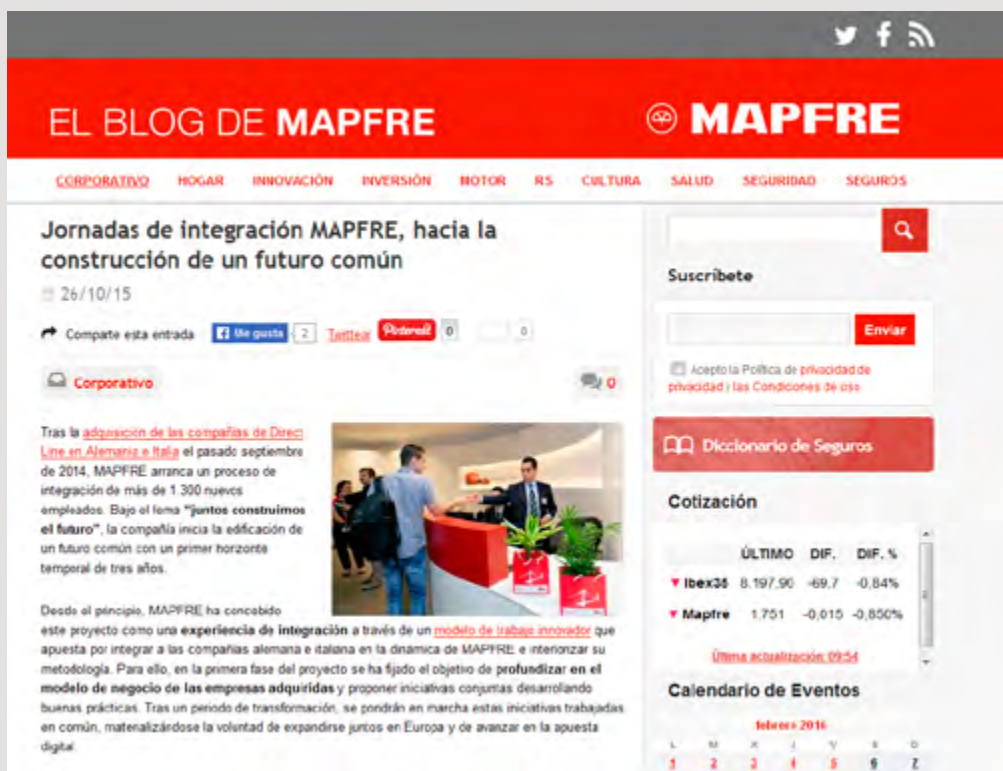 EL BLOG DE MAPFRE
MAPFRE
CORPORATIVO HOGAR INNOVACIÓN INVERSIÓN MOTOR RS CULTURA SALUD SEGURIDAD SEGUROS
Jornadas de integración MAPFRE, hacia la
construcción de un futuro común
26/10/15
Comparte esta entrada Me gusta 2 Twittear Pinterest 0 0
Corporativo 0
Tras la adquisición de las compañías de Direct
Line en Alemania e Italia el pasado septiembre
de 2014, MAPFRE arranca un proceso de
integración de más de 1.300 nuevos
empleados. Bajo el lema “juntos construimos
el futuro”, la compañía inicia la edificación de
un futuro común con un primer horizonte
temporal de tres años.
Desde el principio, MAPFRE ha concebido
este proyecto como una experiencia de integración a través de un modelo de trabajo innovador que
apuesta por integrar a las compañías alemana e italiana en la dinámica de MAPFRE e interiorizar su
metodología. Para ello, en la primera fase del proyecto se ha fijado el objetivo de profundizar en el
modelo de negocio de las empresas adquiridas y proponer iniciativas conjuntas desarrollando
buenas prácticas. Tras un periodo de transformación, se pondrán en marcha estas iniciativas trabajadas
en común, materializándose la voluntad de expandirse juntos en Europa y de avanzar en la apuesta
digital.
Suscríbete
Enviar
Acepto la Política de privacidad de
privacidad y las Condiciones de uso
Diccionario de Seguros
Cotización
ÚLTIMO DIF. DIF. %
Ibex35 8.197,90 -69,7 -0,84%
Mapfre 1.751 -0,015 -0,850%
Última actualización: 09:54
Calendario de Eventos
febrero 2016
L M X J V S D
1 2 3 4 5 6 7